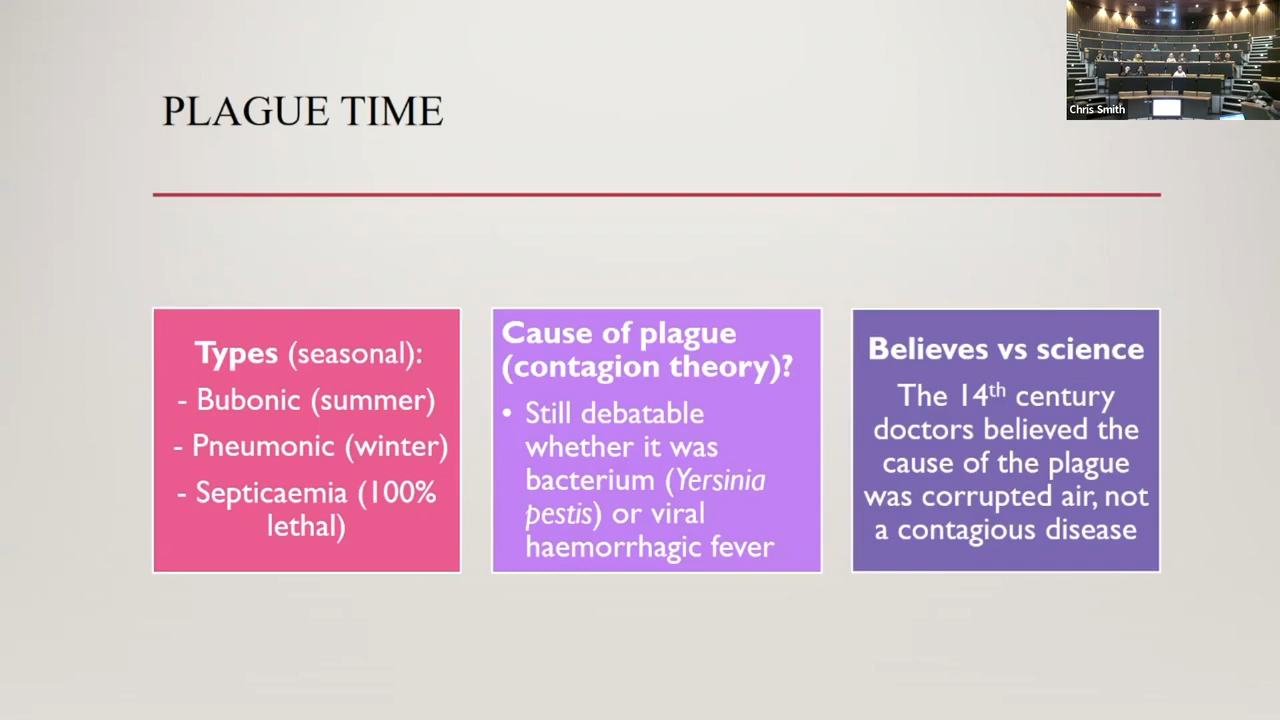 PLAGUE TIME
Chris Smith
Types (seasonal):
- Bubonic (summer)
- Pneumonic (winter)
- Septicaemia (100%
lethal)
Cause of plague
(contagion theory)?
• Still debatable
whether it was
bacterium (Yersinia
pestis) or viral
haemorrhagic fever
Believes vs science
The 14th century
doctors believed the
cause of the plague
was corrupted air, not
a contagious disease